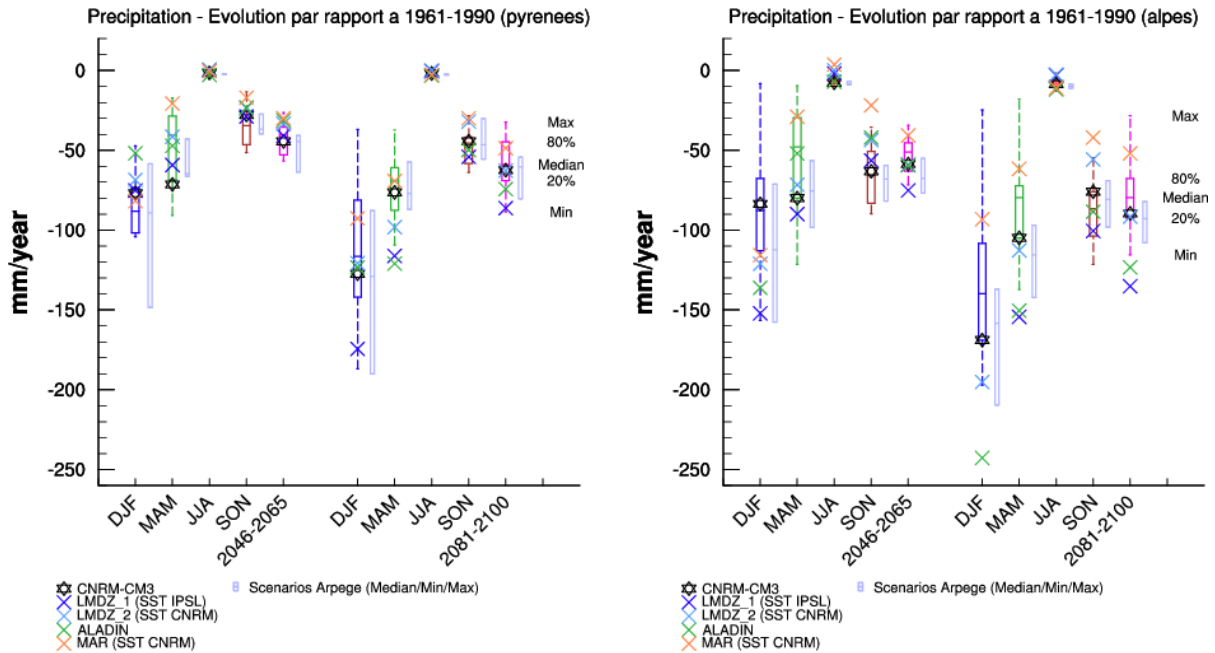 Precipitation - Evolution par rapport a 1961-1990 (pyrenees)
0
-50
-100
-150
-200
-250
mm/year
Max
80%
Median
20%
Min
DJF
MAM
JJA
SON
2046-2065
DJF
MAM
JJA
SON
2081-2100
CNRM-CM3
LMDZ_1 (SST IPSL)
LMDZ_2 (SST CNRM)
ALADIN
MAR (SST CNRM)
Scenarios Arpege (Median/Min/Max)
Precipitation - Evolution par rapport a 1961-1990 (alpes)
0
-50
-100
-150
-200
-250
mm/year
Max
80%
Median
20%
Min
DJF
MAM
JJA
SON
2046-2065
DJF
MAM
JJA
SON
2081-2100
CNRM-CM3
LMDZ_1 (SST IPSL)
LMDZ_2 (SST CNRM)
ALADIN
MAR (SST CNRM)
Scenarios Arpege (Median/Min/Max)